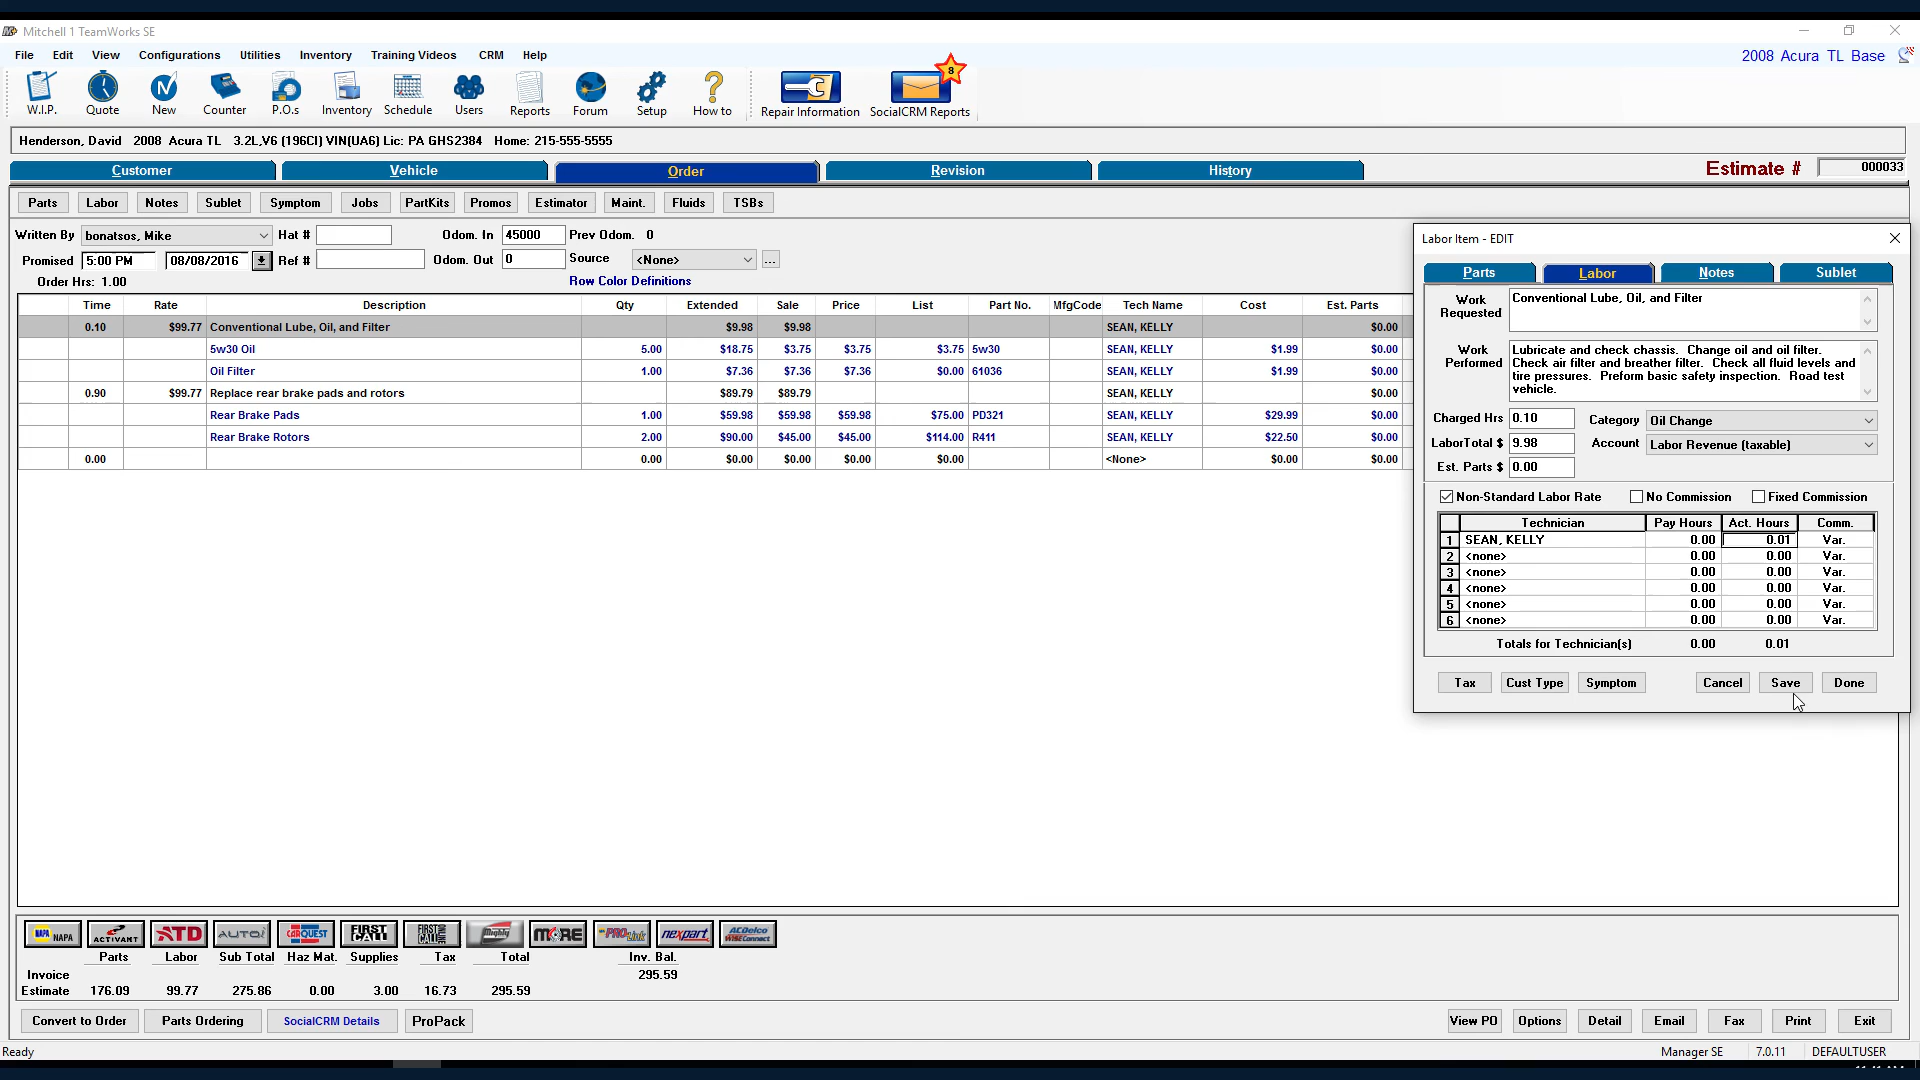 Mitchell 1 TeamWorks SE
File Edit View Configurations Utilities Inventory Training Videos CRM Help
2008 Acura TL Base
W.I.P. Quote New Counter P.O.s Inventory Schedule Users Reports Forum Setup How to Repair Information SocialCRM Reports
8
Henderson, David 2008 Acura TL 3.2L,V6 (196CI) VIN(UA6) Lic: PA GHS2384 Home: 215-555-5555
Customer Vehicle Order Revision History Estimate # 000033
Parts Labor Notes Sublet Symptom Jobs PartKits Promos Estimator Maint. Fluids TSBs
Written By bonatsos, Mike Hat # Odom. In 45000 Prev Odom. 0
Promised 5:00 PM 08/08/2016 Ref # Odom. Out 0 Source <None> ...
Order Hrs: 1.00 Row Color Definitions
Time Rate Description Qty Extended Sale Price List Part No. MfgCode Tech Name Cost Est. Parts
0.10 $99.77 Conventional Lube, Oil, and Filter $9.98 $9.98 SEAN, KELLY $0.00
5w30 Oil 5.00 $18.75 $3.75 $3.75 $3.75 5w30 SEAN, KELLY $1.99 $0.00
Oil Filter 1.00 $7.36 $7.36 $7.36 $0.00 61036 SEAN, KELLY $1.99 $0.00
0.90 $99.77 Replace rear brake pads and rotors $89.79 $89.79 SEAN, KELLY $0.00
Rear Brake Pads 1.00 $59.98 $59.98 $59.98 $75.00 PD321 SEAN, KELLY $29.99 $0.00
Rear Brake Rotors 2.00 $90.00 $45.00 $45.00 $114.00 R411 SEAN, KELLY $22.50 $0.00
0.00 0.00 $0.00 $0.00 $0.00 $0.00 <None> $0.00 $0.00
Labor Item - EDIT
Parts Labor Notes Sublet
Work Requested Conventional Lube, Oil, and Filter
Work Performed Lubricate and check chassis. Change oil and oil filter.
Check air filter and breather filter. Check all fluid levels and
tire pressures. Preform basic safety inspection. Road test
vehicle.
Charged Hrs 0.10 Category Oil Change
LaborTotal $ 9.98 Account Labor Revenue (taxable)
Est. Parts $ 0.00
Non-Standard Labor Rate No Commission Fixed Commission
Technician Pay Hours Act. Hours Comm.
1 SEAN, KELLY 0.00 0.01 Var.
2 <none> 0.00 0.00 Var.
3 <none> 0.00 0.00 Var.
4 <none> 0.00 0.00 Var.
5 <none> 0.00 0.00 Var.
6 <none> 0.00 0.00 Var.
Totals for Technician(s) 0.00 0.01
Tax Cust Type Symptom Cancel Save Done
NAPA NAPA ACTIVANT ATD AUTOi CARQUEST FIRST CALL FIRST CALL Mighty MORE PROLink nexpart ACDelco WISEConnect
Parts Labor Sub Total Haz Mat. Supplies Tax Total Inv. Bal.
Invoice 295.59
Estimate 176.09 99.77 275.86 0.00 3.00 16.73 295.59
Convert to Order Parts Ordering SocialCRM Details ProPack View PO Options Detail Email Fax Print Exit
Ready Manager SE 7.0.11 DEFAULTUSER